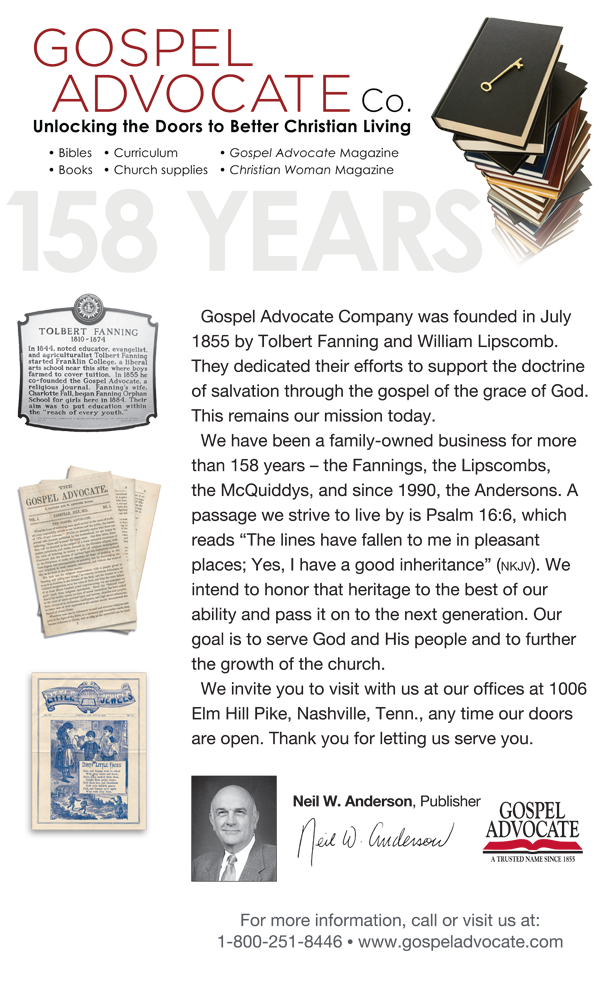 GOSPEL
ADVOCATE Co.
Unlocking the Doors to Better Christian Living
• Bibles • Curriculum • Gospel Advocate Magazine
• Books • Church supplies • Christian Woman Magazine
158 YEARS
TOLBERT FANNING
1810-1874
In 1844, noted educator, evangelist,
and agriculturalist Tolbert Fanning
started Franklin College, a liberal
arts school near this site where boys
farmed to cover tuition. In 1855 he
co-founded the Gospel Advocate, a
religious journal. Fanning's wife,
Charlotte Fall, began Fanning Orphan
School for girls here in 1884. Their
aim was to put education within
the "reach of every youth."
THE
GOSPEL ADVOCATE.
LITTLE JEWELS
DIRTY LITTLE FACES
Gospel Advocate Company was founded in July
1855 by Tolbert Fanning and William Lipscomb.
They dedicated their efforts to support the doctrine
of salvation through the gospel of the grace of God.
This remains our mission today.
We have been a family-owned business for more
than 158 years – the Fannings, the Lipscombs,
the McQuiddys, and since 1990, the Andersons. A
passage we strive to live by is Psalm 16:6, which
reads “The lines have fallen to me in pleasant
places; Yes, I have a good inheritance” (NKJV). We
intend to honor that heritage to the best of our
ability and pass it on to the next generation. Our
goal is to serve God and His people and to further
the growth of the church.
We invite you to visit with us at our offices at 1006
Elm Hill Pike, Nashville, Tenn., any time our doors
are open. Thank you for letting us serve you.
Neil W. Anderson, Publisher
Neil W. Anderson
GOSPEL
ADVOCATE
A TRUSTED NAME SINCE 1855
For more information, call or visit us at:
1-800-251-8446 • www.gospeladvocate.com